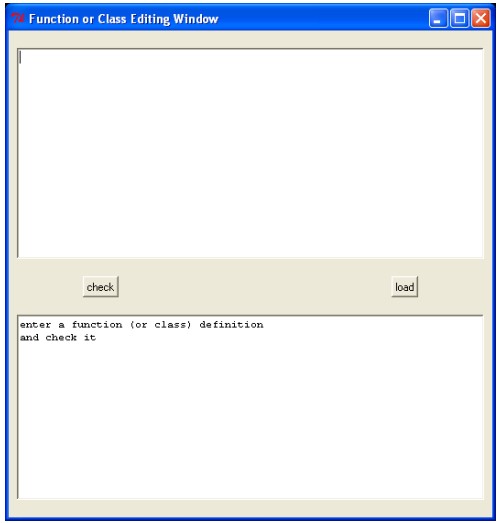 Function or Class Editing Window
check
load
enter a function (or class) definition
and check it